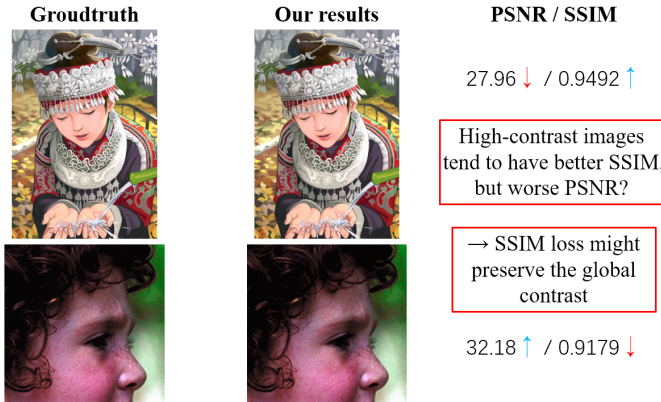 Groudtruth
Our results
PSNR / SSIM
27.96 ↓ / 0.9492 ↑
High-contrast images
tend to have better SSIM,
but worse PSNR?
→ SSIM loss might
preserve the global
contrast
32.18 ↑ / 0.9179 ↓